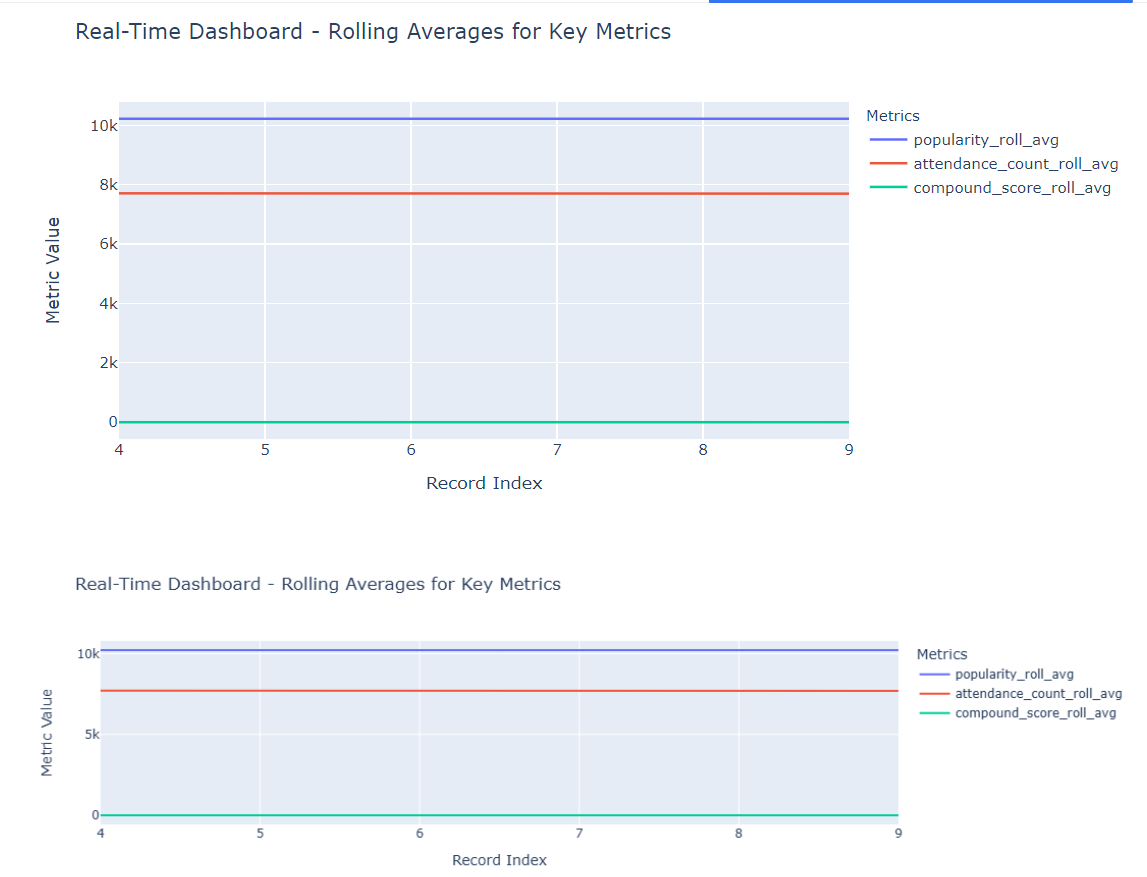 Real-Time Dashboard - Rolling Averages for Key Metrics
Metrics
popularity_roll_avg
attendance_count_roll_avg
compound_score_roll_avg
Metric Value
10k
8k
6k
4k
2k
0
4 5 6 7 8 9
Record Index
Real-Time Dashboard - Rolling Averages for Key Metrics
Metrics
popularity_roll_avg
attendance_count_roll_avg
compound_score_roll_avg
Metric Value
10k
5k
0
4 5 6 7 8 9
Record Index